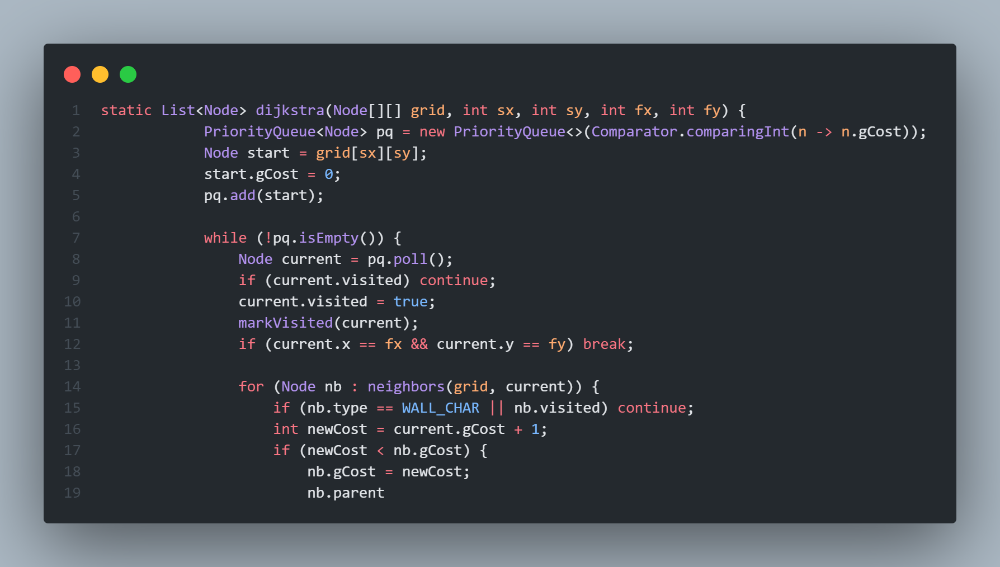 1 static List<Node> dijkstra(Node[][] grid, int sx, int sy, int fx, int fy) {
2 PriorityQueue<Node> pq = new PriorityQueue<>(Comparator.comparingInt(n -> n.gCost));
3 Node start = grid[sx][sy];
4 start.gCost = 0;
5 pq.add(start);
6
7 while (!pq.isEmpty()) {
8 Node current = pq.poll();
9 if (current.visited) continue;
10 current.visited = true;
11 markVisited(current);
12 if (current.x == fx && current.y == fy) break;
13
14 for (Node nb : neighbors(grid, current)) {
15 if (nb.type == WALL_CHAR || nb.visited) continue;
16 int newCost = current.gCost + 1;
17 if (newCost < nb.gCost) {
18 nb.gCost = newCost;
19 nb.parent